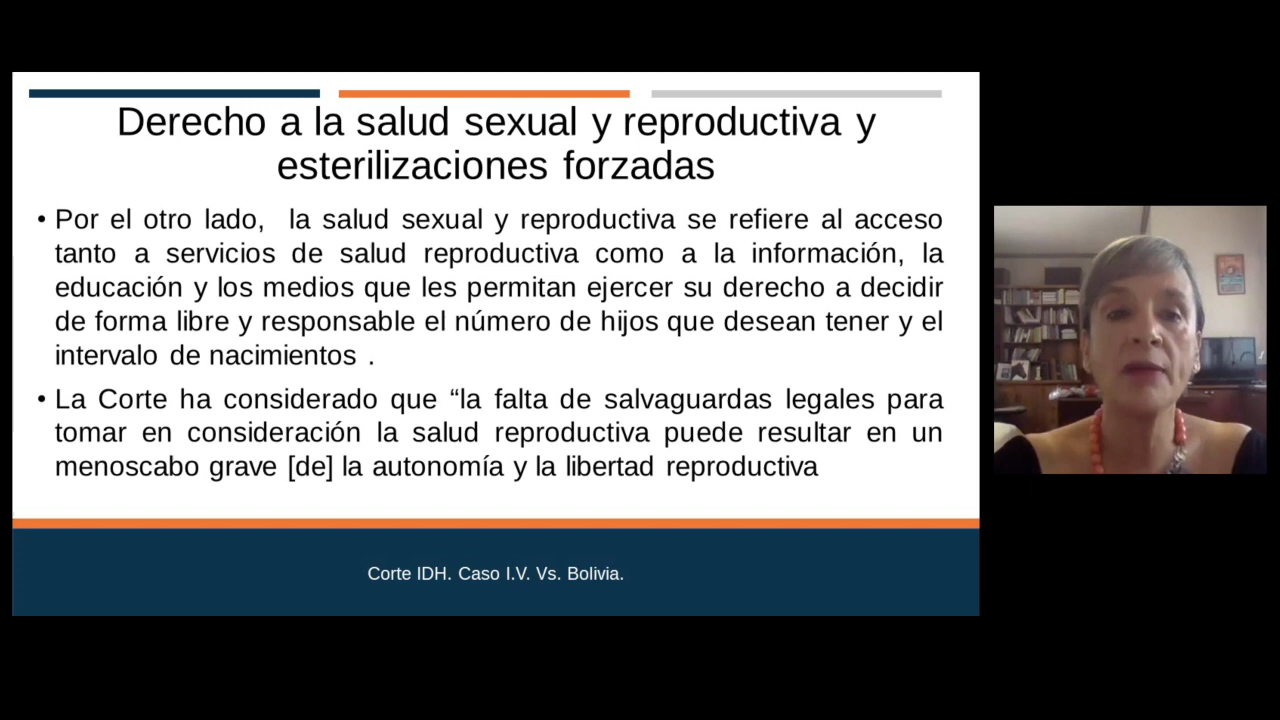 Derecho a la salud sexual y reproductiva y
esterilizaciones forzadas
• Por el otro lado, la salud sexual y reproductiva se refiere al acceso
tanto a servicios de salud reproductiva como a la información, la
educación y los medios que les permitan ejercer su derecho a decidir
de forma libre y responsable el número de hijos que desean tener y el
intervalo de nacimientos .
• La Corte ha considerado que “la falta de salvaguardas legales para
tomar en consideración la salud reproductiva puede resultar en un
menoscabo grave [de] la autonomía y la libertad reproductiva
Corte IDH. Caso I.V. Vs. Bolivia.